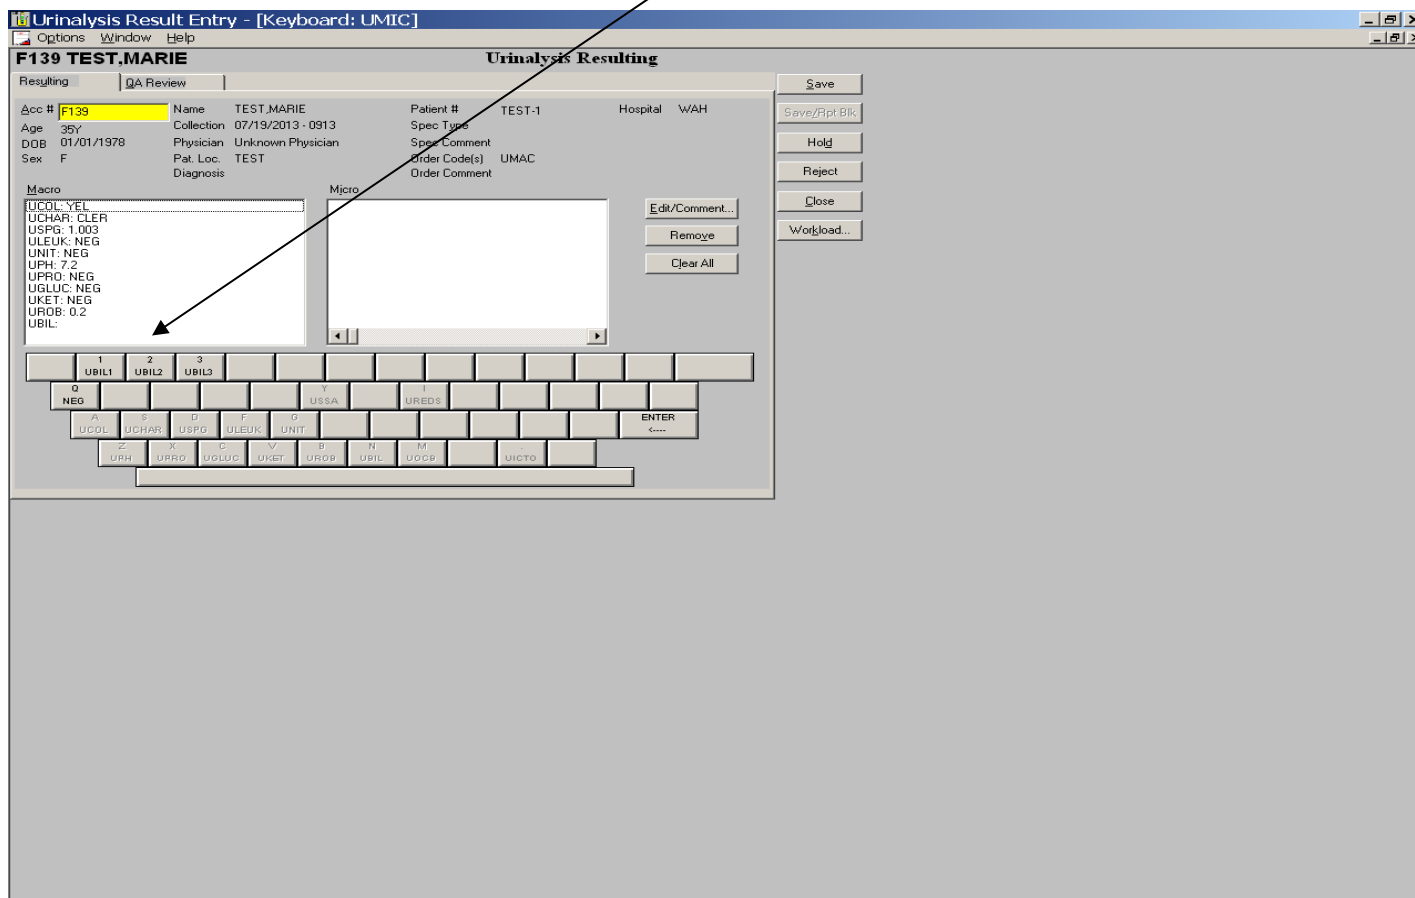 Urinalysis Result Entry - [Keyboard: UMIC]
Options Window Help
F139 TEST,MARIE Urinalysis Resulting
Resulting QA Review
Save
Acc # F139 Name TEST,MARIE Patient # TEST-1 Hospital WAH
Save/Rpt Blk
Age 35Y Collection 07/19/2013 - 0913 Spec Type
DOB 01/01/1978 Physician Unknown Physician Spec Comment
Hold
Sex F Pat. Loc. TEST Order Code(s) UMAC
Diagnosis Order Comment
Reject
Macro Micro
Close
UCOL: YEL
Edit/Comment...
UCHAR: CLER
USPG: 1.003
Workload...
ULEUK: NEG
Remove
UNIT: NEG
UPH: 7.2
Clear All
UPRO: NEG
UGLUC: NEG
UKET: NEG
UROB: 0.2
UBIL:
1 2 3
UBIL1 UBIL2 UBIL3
Q Y I
NEG USSA UREDS
A S D F G ENTER
UCOL UCHAR USPG ULEUK UNIT <----
Z X C V B N M .
UPH UPRO UGLUC UKET UROB UBIL UOCB UICTO